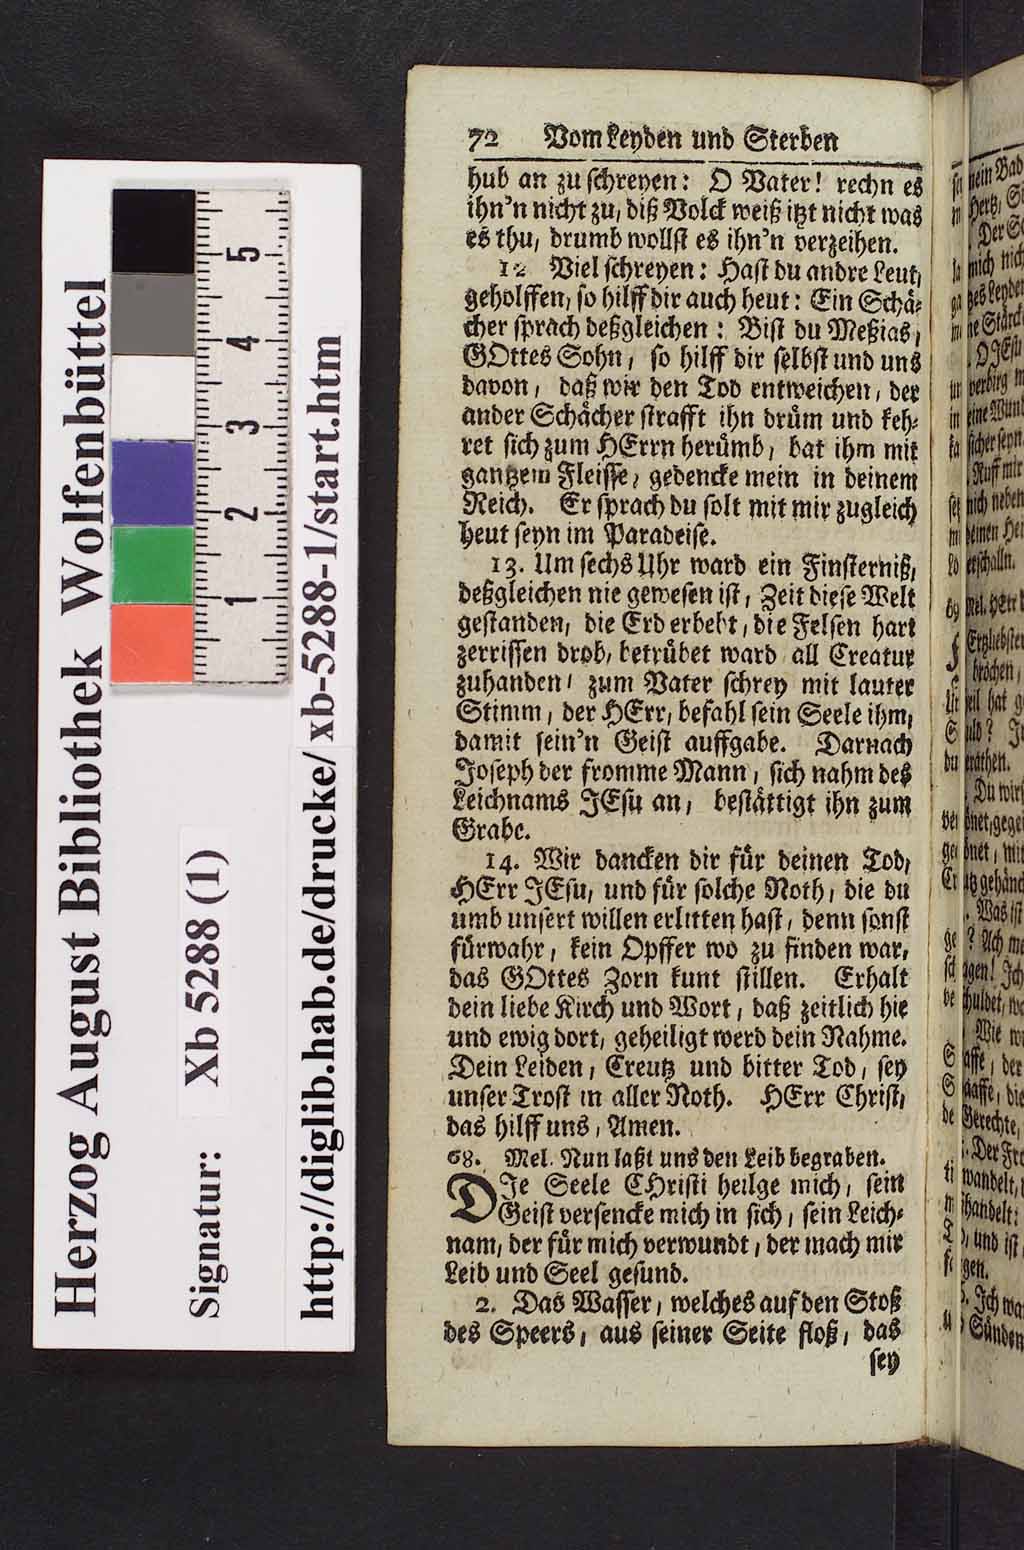 Herzog August Bibliothek Wolfenbüttel
Signatur: Xb 5288 (1)
http://diglib.hab.de/drucke/xb-5288-1/start.htm
1 2 3 4 5
72 Vom Leyden und Sterben
hub an zu schreyen: O Vater! rechn es
ihn'n nicht zu, diß Volck weiß itzt nicht was
es thu, drumb wollst es ihn'n verzeihen.
12 Viel schreyen: Hast du andre Leut,
geholffen, so hilff dir auch heut: Ein Schä-
cher sprach deßgleichen: Bist du Meßias,
GOttes Sohn, so hilff dir selbst und uns
davon, daß wir den Tod entweichen, der
ander Schächer strafft ihn drüm und keh-
ret sich zum HErrn herümb, bat ihm mit
gantzem Fleisse, gedencke mein in deinem
Reich. Er sprach du solt mit mir zugleich
heut seyn im Paradeise.
13. Um sechs Uhr ward ein Finsterniß,
deßgleichen nie gewesen ist, Zeit diese Welt
gestanden, die Erd erbebt, die Felsen hart
zerrissen drob, betrübet ward all Creatur
zuhanden, zum Vater schrey mit lauter
Stimm, der HErr, befahl sein Seele ihm,
damit sein'n Geist auffgabe. Darnach
Joseph der fromme Mann, sich nahm des
Leichnams JEsu an, bestättigt ihn zum
Grabe.
14. Wir dancken dir für deinen Tod,
HErr JEsu, und für solche Noth, die du
umb unsert willen erlitten hast, denn sonst
fürwahr, kein Opffer wo zu finden war,
das GOttes Zorn kunt stillen. Erhalt
dein liebe Kirch und Wort, daß zeitlich hie
und ewig dort, geheiligt werd dein Nahme.
Dein Leiden, Creutz und bitter Tod, sey
unser Trost in aller Noth. HErr Christ,
das hilff uns, Amen.
68. Mel. Nun laßt uns den Leib begraben.
DJe Seele CHristi heilge mich, sein
Geist versencke mich in sich, sein Leich-
nam, der für mich verwundt, der mach mir
Leib und Seel gesund.
2. Das Wasser, welches auf den Stoß
des Speers, aus seiner Seite floß, das
sey